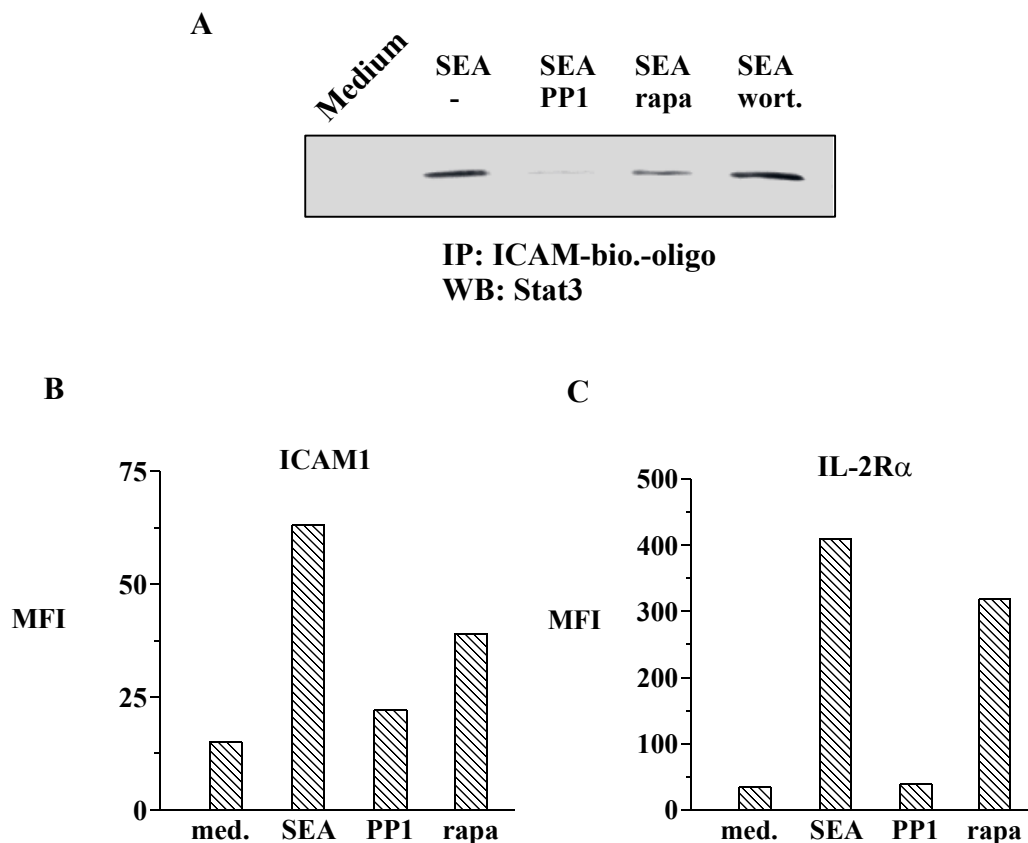 A
Medium
SEA SEA SEA SEA
- PP1 rapa wort.
IP: ICAM-bio.-oligo
WB: Stat3
B
ICAM1
75
50
25
0
MFI
med. SEA PP1 rapa
C
IL-2Rα
500
400
300
200
100
0
MFI
med. SEA PP1 rapa